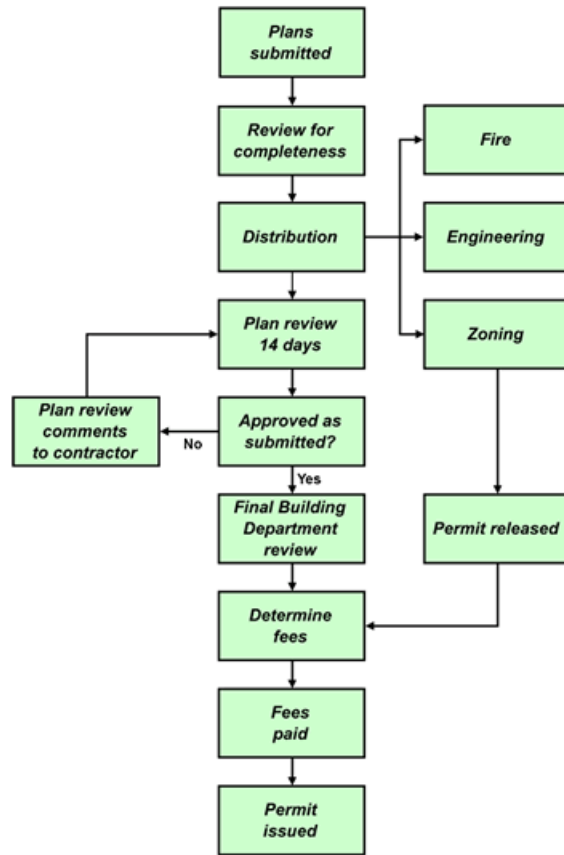 Plans
submitted
Review for
completeness
Fire
Distribution
Engineering
Plan review
14 days
Zoning
Plan review
comments
to contractor
No
Approved as
submitted?
Yes
Final Building
Department
review
Permit released
Determine
fees
Fees
paid
Permit
issued